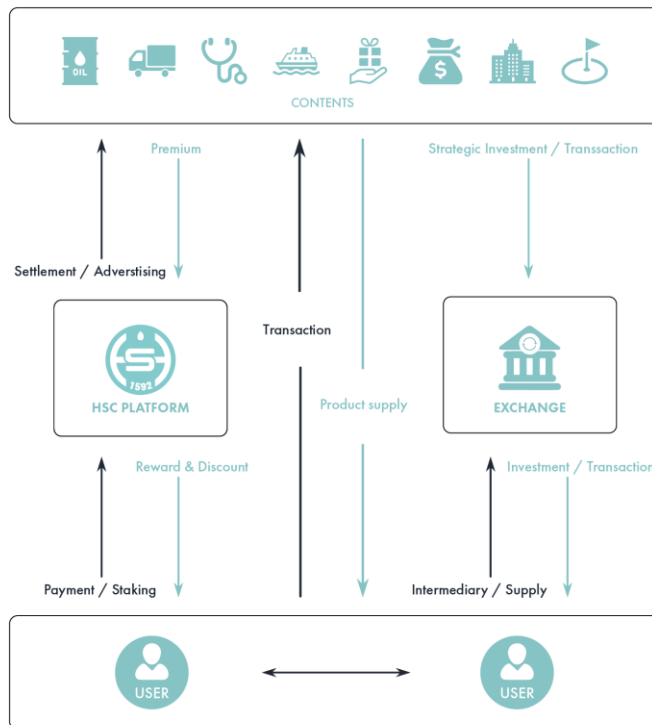 OIL
$
CONTENTS
Premium
Strategic Investment / Transsaction
Settlement / Adverstising
Transaction
S
1592
HSC PLATFORM
Product supply
EXCHANGE
Reward & Discount
Investment / Transaction
Payment / Staking
Intermediary / Supply
USER
USER